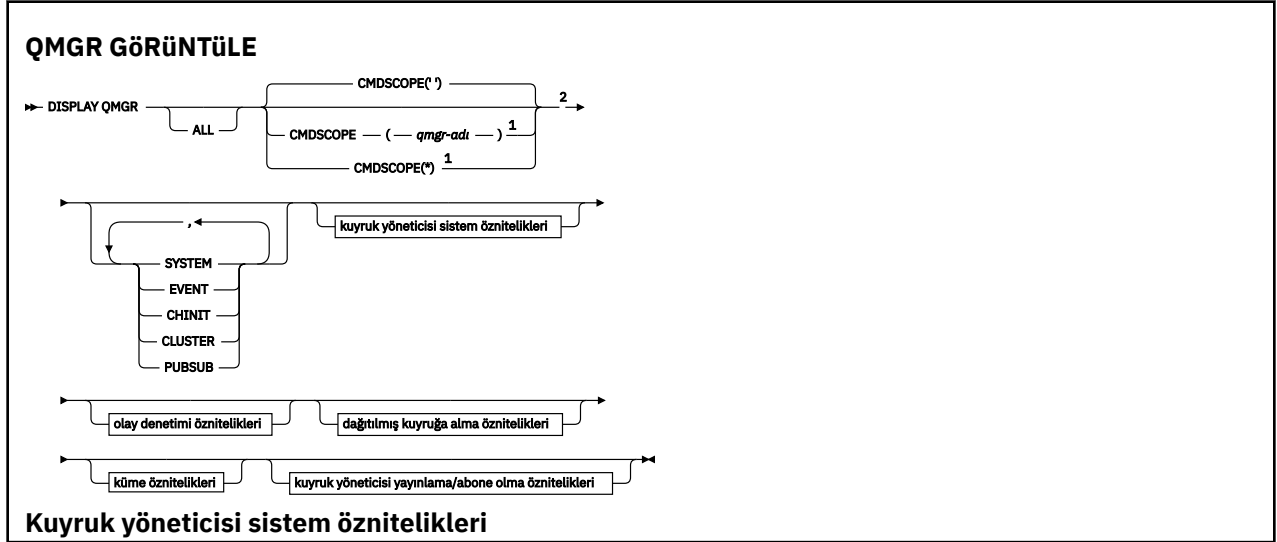 QMGR GöRüNTüLE
CMDSCOPE(' ')
DISPLAY QMGR
2
ALL
CMDSCOPE ( qmgr-adı ) 1
CMDSCOPE(*) 1
,
kuyruk yöneticisi sistem öznitelikleri
SYSTEM
EVENT
CHINIT
CLUSTER
PUBSUB
olay denetimi öznitelikleri dağıtılmış kuyruğa alma öznitelikleri
küme öznitelikleri kuyruk yöneticisi yayınlama/abone olma öznitelikleri
Kuyruk yöneticisi sistem öznitelikleri